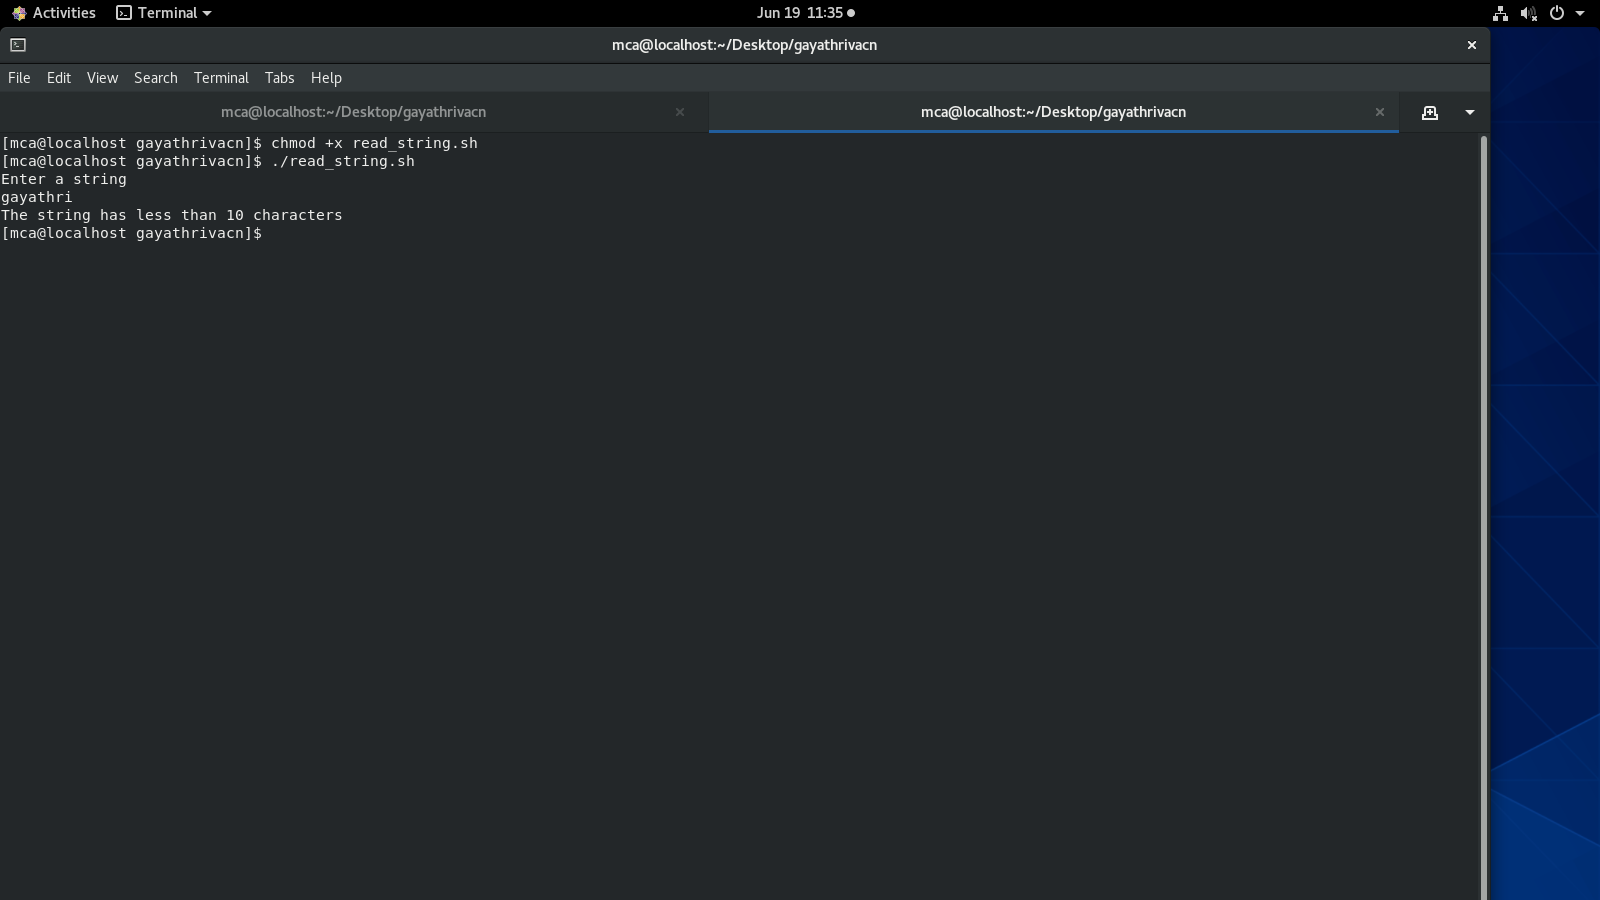 Activities Terminal Jun 19 11:35
mca@localhost:~/Desktop/gayathrivacn
File Edit View Search Terminal Tabs Help
mca@localhost:~/Desktop/gayathrivacn mca@localhost:~/Desktop/gayathrivacn
[mca@localhost gayathrivacn]$ chmod +x read_string.sh
[mca@localhost gayathrivacn]$ ./read_string.sh
Enter a string
gayathri
The string has less than 10 characters
[mca@localhost gayathrivacn]$